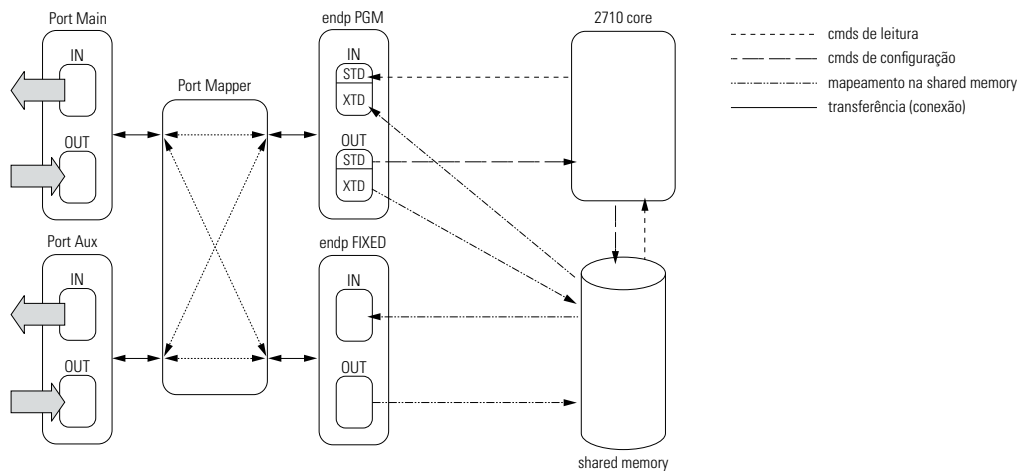 Port Main
IN
OUT
Port Mapper
Port Aux
IN
OUT
endp PGM
IN
STD
XTD
OUT
STD
XTD
endp FIXED
IN
OUT
2710 core
shared memory
cmds de leitura
cmds de configuração
mapeamento na shared memory
transferência (conexão)